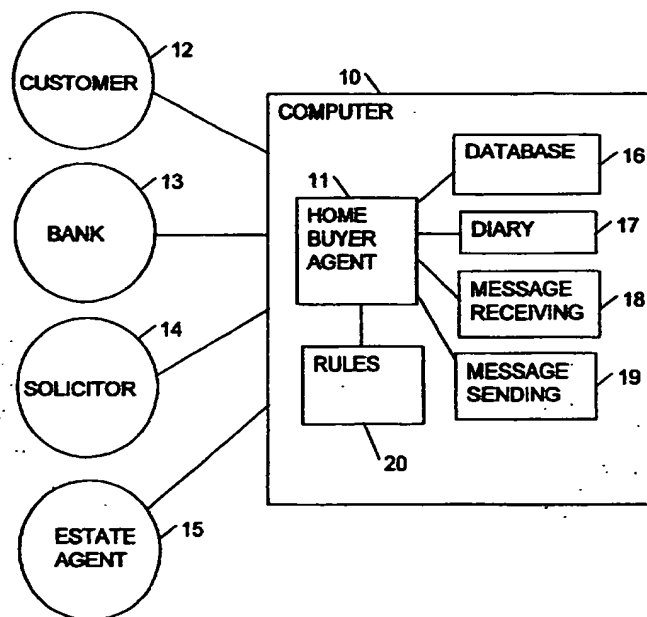 12
CUSTOMER
13
BANK
14
SOLICITOR
15
ESTATE
AGENT
10
COMPUTER
11
HOME
BUYER
AGENT
DATABASE
16
DIARY
17
MESSAGE
RECEIVING
18
MESSAGE
SENDING
19
RULES
20